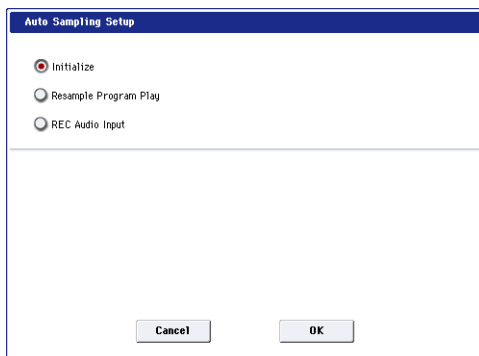 Auto Sampling Setup
Initialize
Resample Program Play
REC Audio Input
Cancel OK